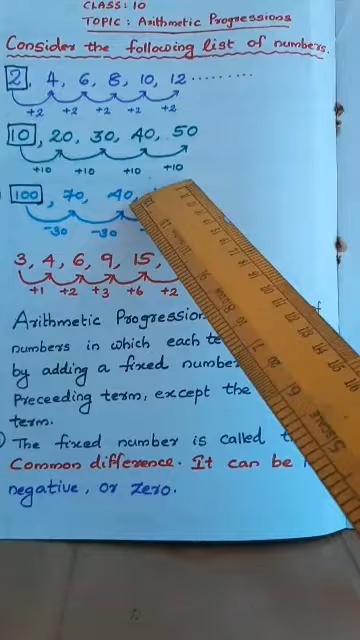 CLASS: 10
TOPIC: Arithmetic Progressions
Consider the following list of numbers.
2, 4, 6, 8, 10, 12 .........
+2 +2 +2 +2 +2
10, 20, 30, 40, 50
+10 +10 +10 +10
100, 70, 40,
-30 -30
3, 4, 6, 9, 15,
+1 +2 +3 +6 +2
Arithmetic Progression
numbers in which each
by adding a fixed number
preceeding term, except the
term.
The fixed number is called
Common difference. It can be
negative, or zero.